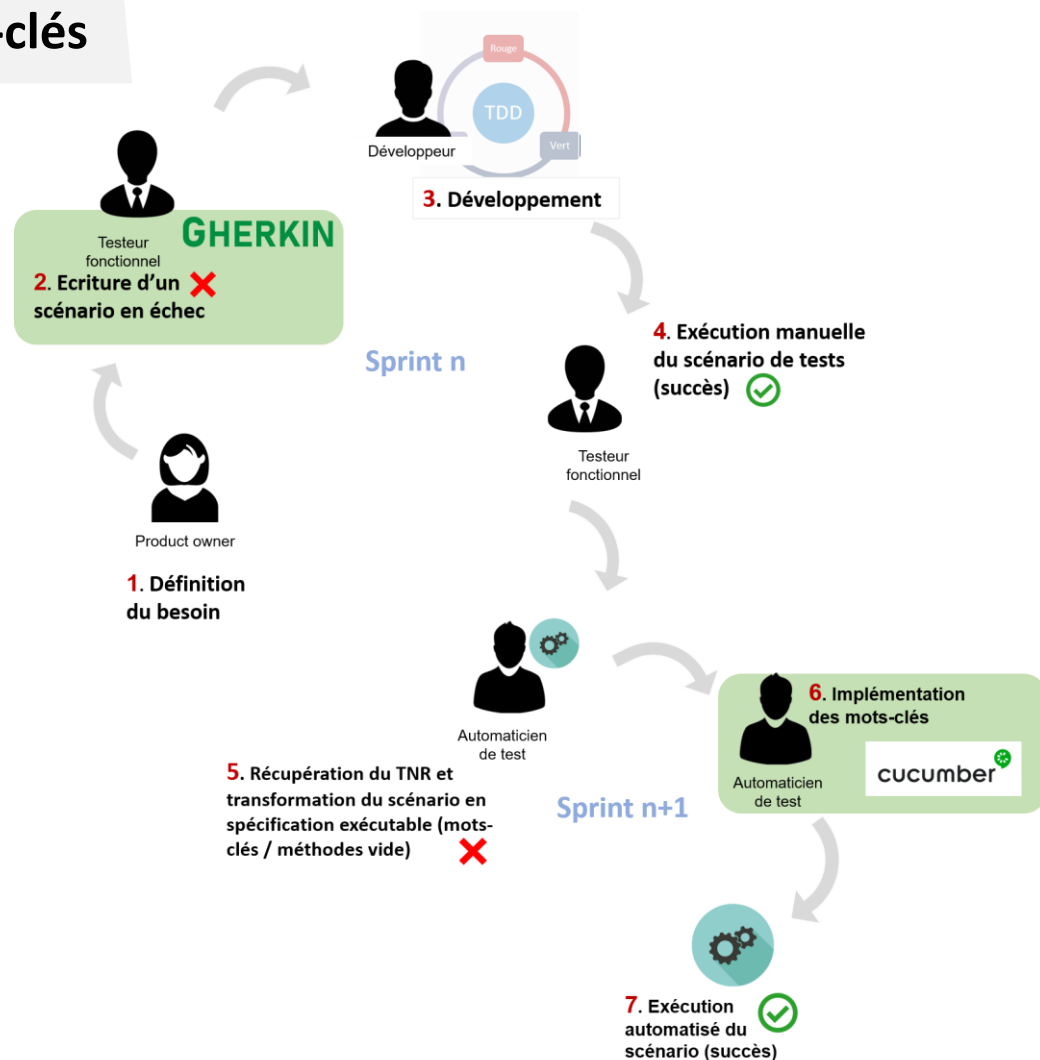 -clés
Rouge
TDD
Vert
Développeur
3. Développement
Testeur
fonctionnel
GHERKIN
2. Ecriture d'un
scénario en échec
Sprint n
4. Exécution manuelle
du scénario de tests
(succès)
Testeur
fonctionnel
Product owner
1. Définition
du besoin
Automaticien
de test
5. Récupération du TNR et
transformation du scénario en
spécification exécutable (mots-
clés / méthodes vide)
Sprint n+1
6. Implémentation
des mots-clés
cucumber
Automaticien
de test
7. Exécution
automatisé du
scénario (succès)